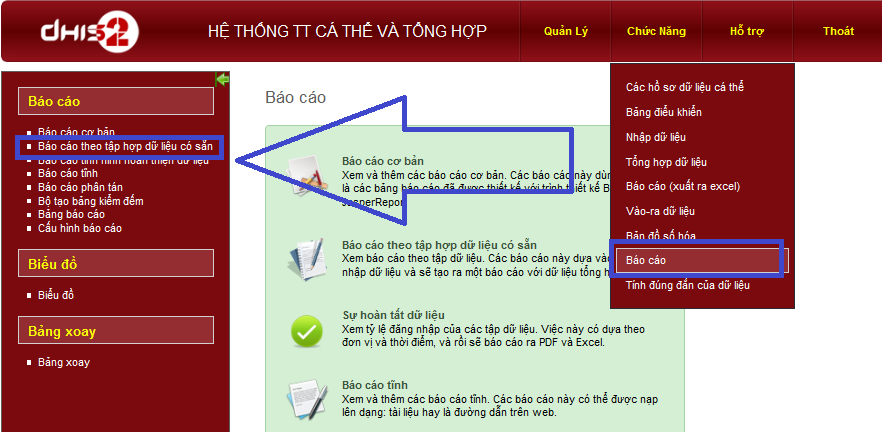 dHIS2
HỆ THỐNG TT CÁ THỂ VÀ TỔNG HỢP
Quản Lý
Chức Năng
Hỗ trợ
Thoát
Báo cáo
Báo cáo cơ bản
Báo cáo theo tập hợp dữ liệu có sẵn
Báo cáo tình hình hoàn thiện dữ liệu
Báo cáo tĩnh
Báo cáo phân tán
Bộ tạo bảng kiểm đếm
Bảng báo cáo
Cấu hình báo cáo
Biểu đồ
Biểu đồ
Bảng xoay
Bảng xoay
Báo cáo
Báo cáo cơ bản
Xem và thêm các báo cáo cơ bản. Các báo cáo này dùn
là các bảng báo cáo đã được thiết kế với trình thiết kế B
JasperRepor
Báo cáo theo tập hợp dữ liệu có sẵn
Xem báo cáo theo tập dữ liệu. Các báo cáo này dựa và
nhập dữ liệu và sẽ tạo ra một báo cáo với dữ liệu tổng h
Sự hoàn tất dữ liệu
Xem tỷ lệ đăng nhập của các tập dữ liệu. Việc này có dựa theo
đơn vị và thời điểm, và rồi sẽ báo cáo ra PDF và Excel.
Báo cáo tĩnh
Xem và thêm các báo cáo tĩnh. Các báo cáo này có thể được nạp
lên dạng: tài liệu hay là đường dẫn trên web.
Các hồ sơ dữ liệu cá thể
Bảng điều khiển
Nhập dữ liệu
Tổng hợp dữ liệu
Báo cáo (xuất ra excel)
Vào-ra dữ liệu
Bản đồ số hóa
Báo cáo
Tính đúng đắn của dữ liệu